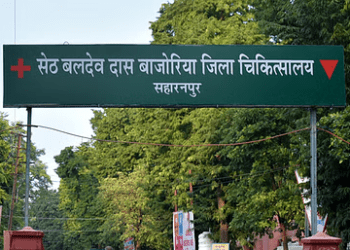 सेठ बलदेव दास बाजोरिया जिला चिकित्सालय
सहारनपुर